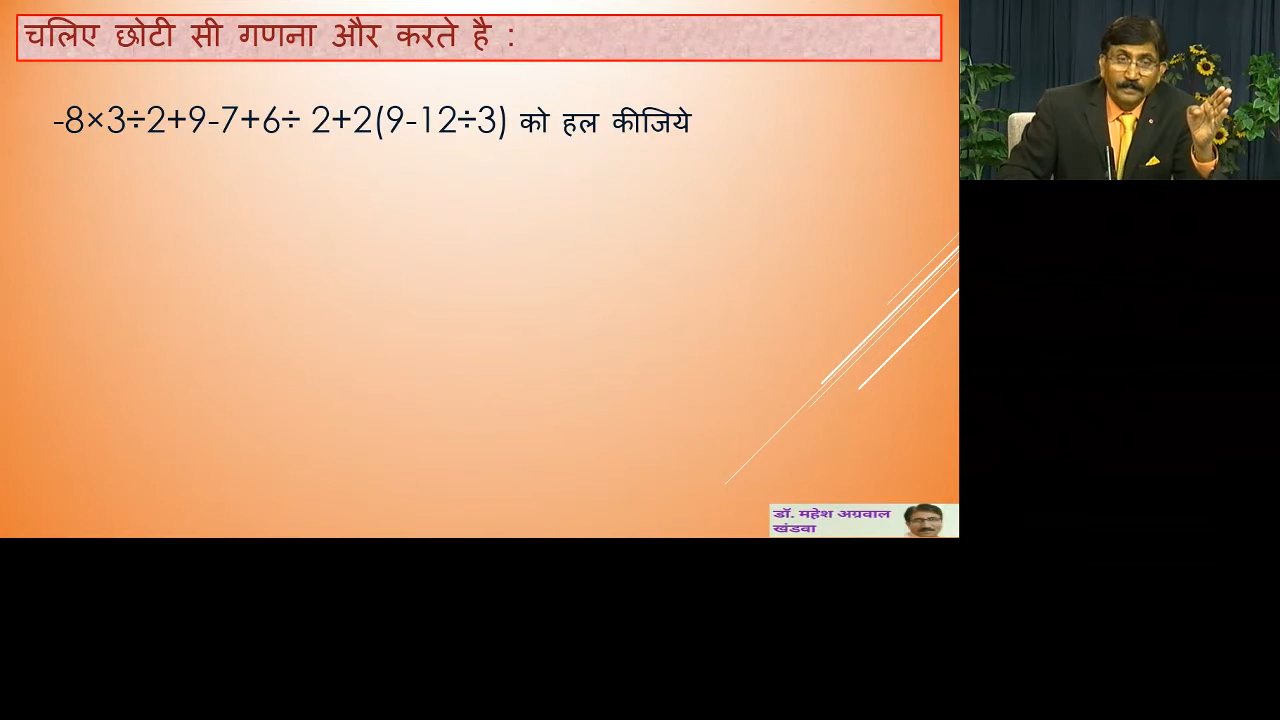 चलिए छोटी सी गणना और करते है :
-8×3÷2+9-7+6÷ 2+2(9-12÷3) को हल कीजिये
डॉ. महेश अग्रवाल
खंडवा